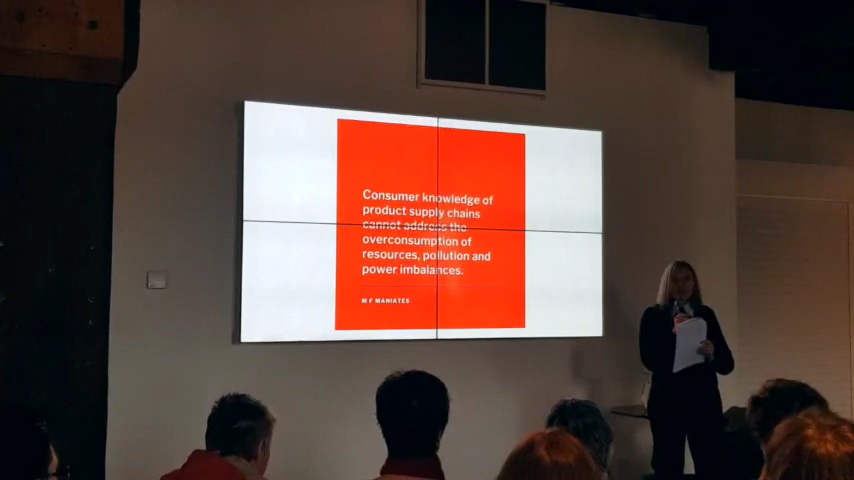 Consumer knowledge of
product supply chains
cannot address the
overconsumption of
resources, pollution and
power imbalances.
M F MANIATES